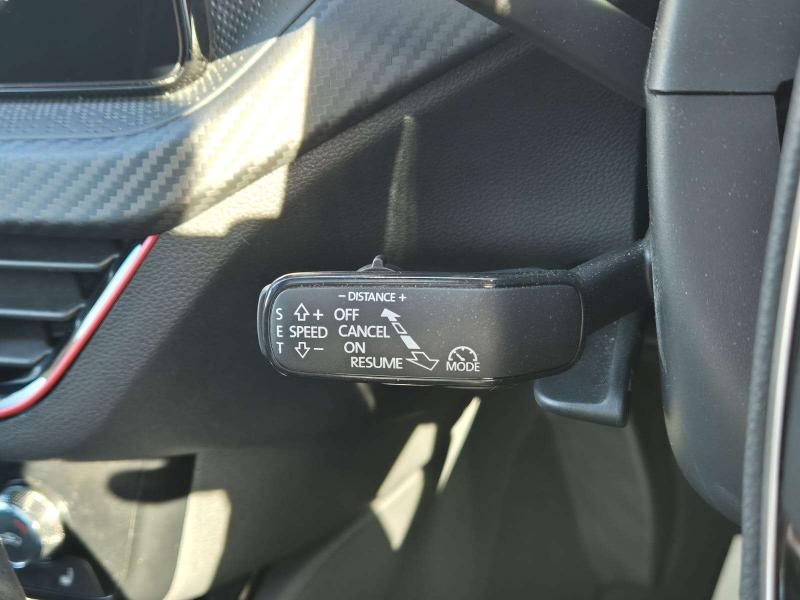 − DISTANCE +
S + OFF
E SPEED CANCEL
T − ON
RESUME MODE